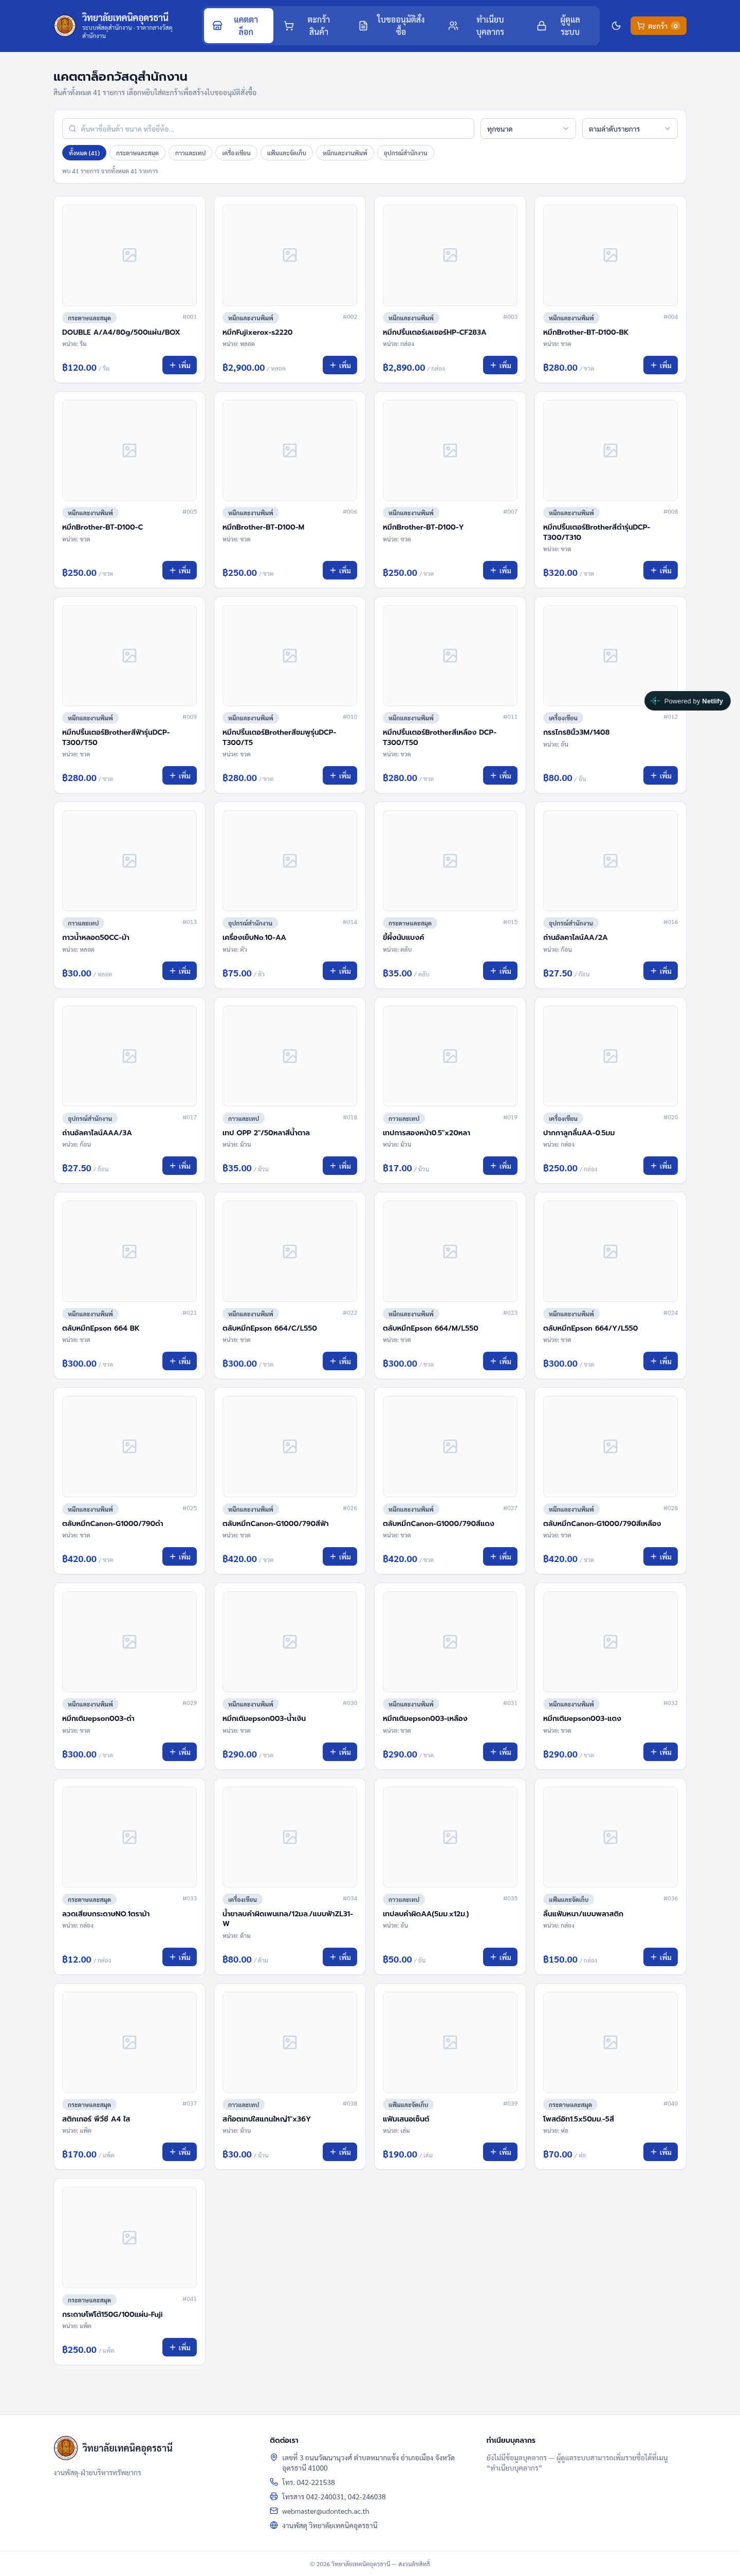 วิทยาลัยเทคนิคอุดรธานี
ระบบพัสดุสำนักงาน · ราคากลางวัสดุ
สำนักงาน
แคตตา
ล็อก
ตะกร้า
สินค้า
ใบขออนุมัติสั่ง
ซื้อ
ทำเนียบ
บุคลากร
ผู้ดูแล
ระบบ
ตะกร้า 0
แคตตาล็อกวัสดุสำนักงาน
สินค้าทั้งหมด 41 รายการ เลือกหยิบใส่ตะกร้าเพื่อสร้างใบขออนุมัติสั่งซื้อ
ค้นหาชื่อสินค้า ขนาด หรือยี่ห้อ...
ทุกขนาด
ตามลำดับรายการ
ทั้งหมด (41) กระดาษและสมุด กาวและเทป เครื่องเขียน แฟ้มและจัดเก็บ หมึกและงานพิมพ์ อุปกรณ์สำนักงาน
พบ 41 รายการ จากทั้งหมด 41 รายการ
กระดาษและสมุด #001
DOUBLE A/A4/80g/500แผ่น/BOX
หน่วย: รีม
฿120.00 / รีม เพิ่ม
หมึกและงานพิมพ์ #002
หมึกFujixerox-s2220
หน่วย: หลอด
฿2,900.00 / หลอด เพิ่ม
หมึกและงานพิมพ์ #003
หมึกปริ้นเตอร์เลเซอร์HP-CF283A
หน่วย: กล่อง
฿2,890.00 / กล่อง เพิ่ม
หมึกและงานพิมพ์ #004
หมึกBrother-BT-D100-BK
หน่วย: ขวด
฿280.00 / ขวด เพิ่ม
หมึกและงานพิมพ์ #005
หมึกBrother-BT-D100-C
หน่วย: ขวด
฿250.00 / ขวด เพิ่ม
หมึกและงานพิมพ์ #006
หมึกBrother-BT-D100-M
หน่วย: ขวด
฿250.00 / ขวด เพิ่ม
หมึกและงานพิมพ์ #007
หมึกBrother-BT-D100-Y
หน่วย: ขวด
฿250.00 / ขวด เพิ่ม
หมึกและงานพิมพ์ #008
หมึกปริ้นเตอร์Brotherสีดำรุ่นDCP-
T300/T310
หน่วย: ขวด
฿320.00 / ขวด เพิ่ม
หมึกและงานพิมพ์ #009
หมึกปริ้นเตอร์Brotherสีฟ้ารุ่นDCP-
T300/T50
หน่วย: ขวด
฿280.00 / ขวด เพิ่ม
หมึกและงานพิมพ์ #010
หมึกปริ้นเตอร์Brotherสีชมพูรุ่นDCP-
T300/T5
หน่วย: ขวด
฿280.00 / ขวด เพิ่ม
หมึกและงานพิมพ์ #011
หมึกปริ้นเตอร์Brotherสีเหลือง DCP-
T300/T50
หน่วย: ขวด
฿280.00 / ขวด เพิ่ม
Powered by Netlify
เครื่องเขียน #012
กรรไกร8นิ้ว3M/1408
หน่วย: อัน
฿80.00 / อัน เพิ่ม
กาวและเทป #013
กาวน้ำหลอด50CC-ม้า
หน่วย: หลอด
฿30.00 / หลอด เพิ่ม
อุปกรณ์สำนักงาน #014
เครื่องเย็บNo.10-AA
หน่วย: ตัว
฿75.00 / ตัว เพิ่ม
กระดาษและสมุด #015
ขี้ผึ้งนับแบงค์
หน่วย: ตลับ
฿35.00 / ตลับ เพิ่ม
อุปกรณ์สำนักงาน #016
ถ่านอัลคาไลน์AA/2A
หน่วย: ก้อน
฿27.50 / ก้อน เพิ่ม
อุปกรณ์สำนักงาน #017
ถ่านอัลคาไลน์AAA/3A
หน่วย: ก้อน
฿27.50 / ก้อน เพิ่ม
กาวและเทป #018
เทป OPP 2"/50หลาสีน้ำตาล
หน่วย: ม้วน
฿35.00 / ม้วน เพิ่ม
กาวและเทป #019
เทปกาวสองหน้า0.5"x20หลา
หน่วย: ม้วน
฿17.00 / ม้วน เพิ่ม
เครื่องเขียน #020
ปากกาลูกลื่นAA-0.5มม
หน่วย: กล่อง
฿250.00 / กล่อง เพิ่ม
หมึกและงานพิมพ์ #021
ตลับหมึกEpson 664 BK
หน่วย: ขวด
฿300.00 / ขวด เพิ่ม
หมึกและงานพิมพ์ #022
ตลับหมึกEpson 664/C/L550
หน่วย: ขวด
฿300.00 / ขวด เพิ่ม
หมึกและงานพิมพ์ #023
ตลับหมึกEpson 664/M/L550
หน่วย: ขวด
฿300.00 / ขวด เพิ่ม
หมึกและงานพิมพ์ #024
ตลับหมึกEpson 664/Y/L550
หน่วย: ขวด
฿300.00 / ขวด เพิ่ม
หมึกและงานพิมพ์ #025
ตลับหมึกCanon-G1000/790ดำ
หน่วย: ขวด
฿420.00 / ขวด เพิ่ม
หมึกและงานพิมพ์ #026
ตลับหมึกCanon-G1000/790สีฟ้า
หน่วย: ขวด
฿420.00 / ขวด เพิ่ม
หมึกและงานพิมพ์ #027
ตลับหมึกCanon-G1000/790สีแดง
หน่วย: ขวด
฿420.00 / ขวด เพิ่ม
หมึกและงานพิมพ์ #028
ตลับหมึกCanon-G1000/790สีเหลือง
หน่วย: ขวด
฿420.00 / ขวด เพิ่ม
หมึกและงานพิมพ์ #029
หมึกเติมepson003-ดำ
หน่วย: ขวด
฿300.00 / ขวด เพิ่ม
หมึกและงานพิมพ์ #030
หมึกเติมepson003-น้ำเงิน
หน่วย: ขวด
฿290.00 / ขวด เพิ่ม
หมึกและงานพิมพ์ #031
หมึกเติมepson003-เหลือง
หน่วย: ขวด
฿290.00 / ขวด เพิ่ม
หมึกและงานพิมพ์ #032
หมึกเติมepson003-แดง
หน่วย: ขวด
฿290.00 / ขวด เพิ่ม
กระดาษและสมุด #033
ลวดเสียบกระดาษNO.1ตราม้า
หน่วย: กล่อง
฿12.00 / กล่อง เพิ่ม
เครื่องเขียน #034
น้ำยาลบคำผิดเพนเทล/12มล./แบบฟ้าZL31-
W
หน่วย: ด้าม
฿80.00 / ด้าม เพิ่ม
กาวและเทป #035
เทปลบคำผิดAA(5มม.x12ม.)
หน่วย: อัน
฿50.00 / อัน เพิ่ม
แฟ้มและจัดเก็บ #036
ลิ้นแฟ้มหนา/แบบพลาสติก
หน่วย: กล่อง
฿150.00 / กล่อง เพิ่ม
กระดาษและสมุด #037
สติกเกอร์ พีวีซี A4 ใส
หน่วย: แพ็ค
฿170.00 / แพ็ค เพิ่ม
กาวและเทป #038
สก๊อตเทปใสแกนใหญ่1"x36Y
หน่วย: ม้วน
฿30.00 / ม้วน เพิ่ม
แฟ้มและจัดเก็บ #039
แฟ้มเสนอเซ็นต์
หน่วย: เล่ม
฿190.00 / เล่ม เพิ่ม
กระดาษและสมุด #040
โพสต์อิท1.5x50มม.-5สี
หน่วย: ห่อ
฿70.00 / ห่อ เพิ่ม
กระดาษและสมุด #041
กระดาษโฟโต้150G/100แผ่น-Fuji
หน่วย: แพ็ค
฿250.00 / แพ็ค เพิ่ม
วิทยาลัยเทคนิคอุดรธานี
งานพัสดุ-ฝ่ายบริหารทรัพยากร
ติดต่อเรา
เลขที่ 3 ถนนวัฒนานุวงศ์ ตำบลหมากแข้ง อำเภอเมือง จังหวัด
อุดรธานี 41000
โทร. 042-221538
โทรสาร 042-240031, 042-246038
webmaster@udontech.ac.th
งานพัสดุ วิทยาลัยเทคนิคอุดรธานี
ทำเนียบบุคลากร
ยังไม่มีข้อมูลบุคลากร — ผู้ดูแลระบบสามารถเพิ่มรายชื่อได้ที่เมนู
"ทำเนียบบุคลากร"
© 2026 วิทยาลัยเทคนิคอุดรธานี — สงวนลิขสิทธิ์